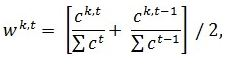 w^{k,t} = [ c^{k,t} / ∑c^{t} + c^{k,t−1} / ∑c^{t−1} ] / 2,